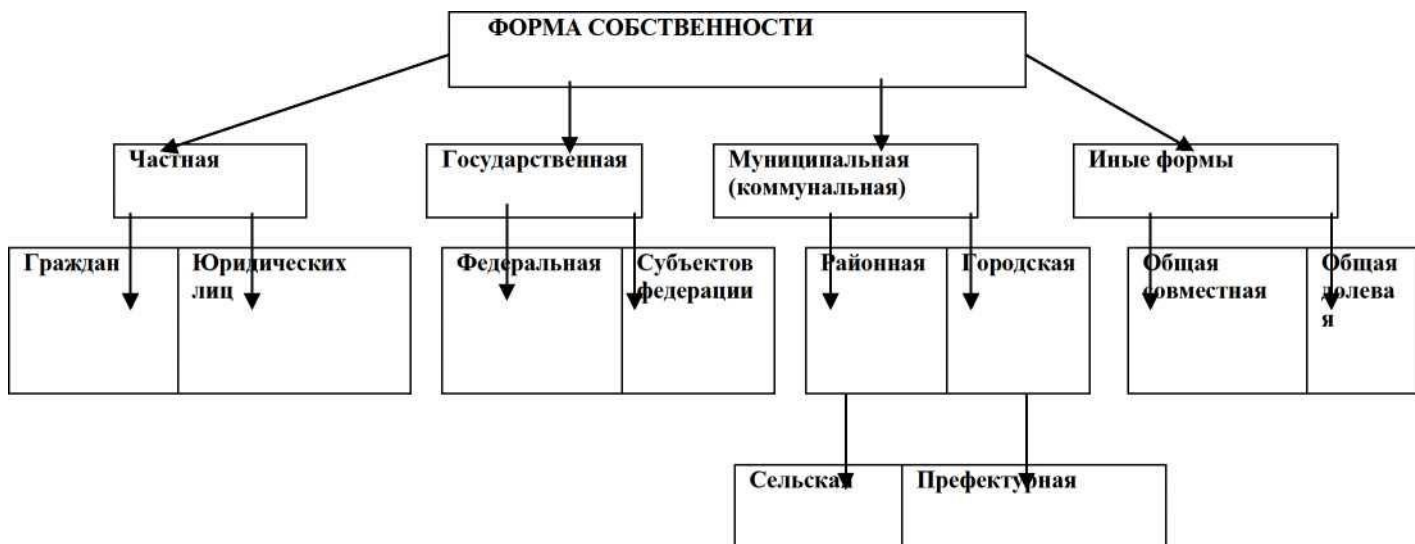 ФОРМА СОБСТВЕННОСТИ
Частная
Государственная
Муниципальная
(коммунальная)
Иные формы
Граждан
Юридических
лиц
Федеральная
Субъектов
федерации
Районная
Городская
Общая
совместная
Общая
долева
я
Сельская
Префектурная